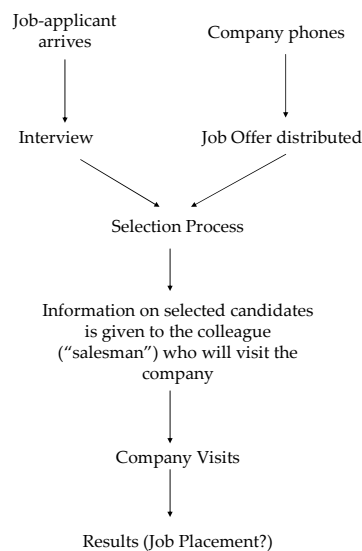 Job-applicant
arrives
Company phones
Interview
Job Offer distributed
Selection Process
Information on selected candidates
is given to the colleague
(“salesman”) who will visit the
company
Company Visits
Results (Job Placement?)